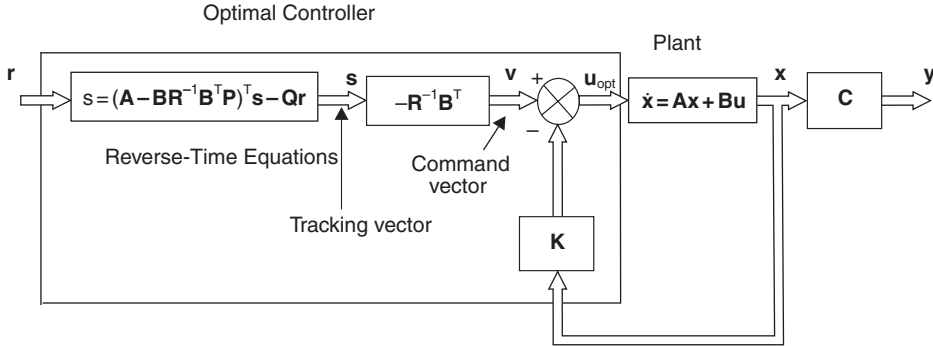 Optimal Controller
Plant
r
s = (A – BR⁻¹BᵀP)ᵀs – Qr
s
–R⁻¹Bᵀ
v
+
–
u_opt
ẋ = Ax + Bu
x
C
y
Reverse-Time Equations
Command
vector
Tracking vector
K